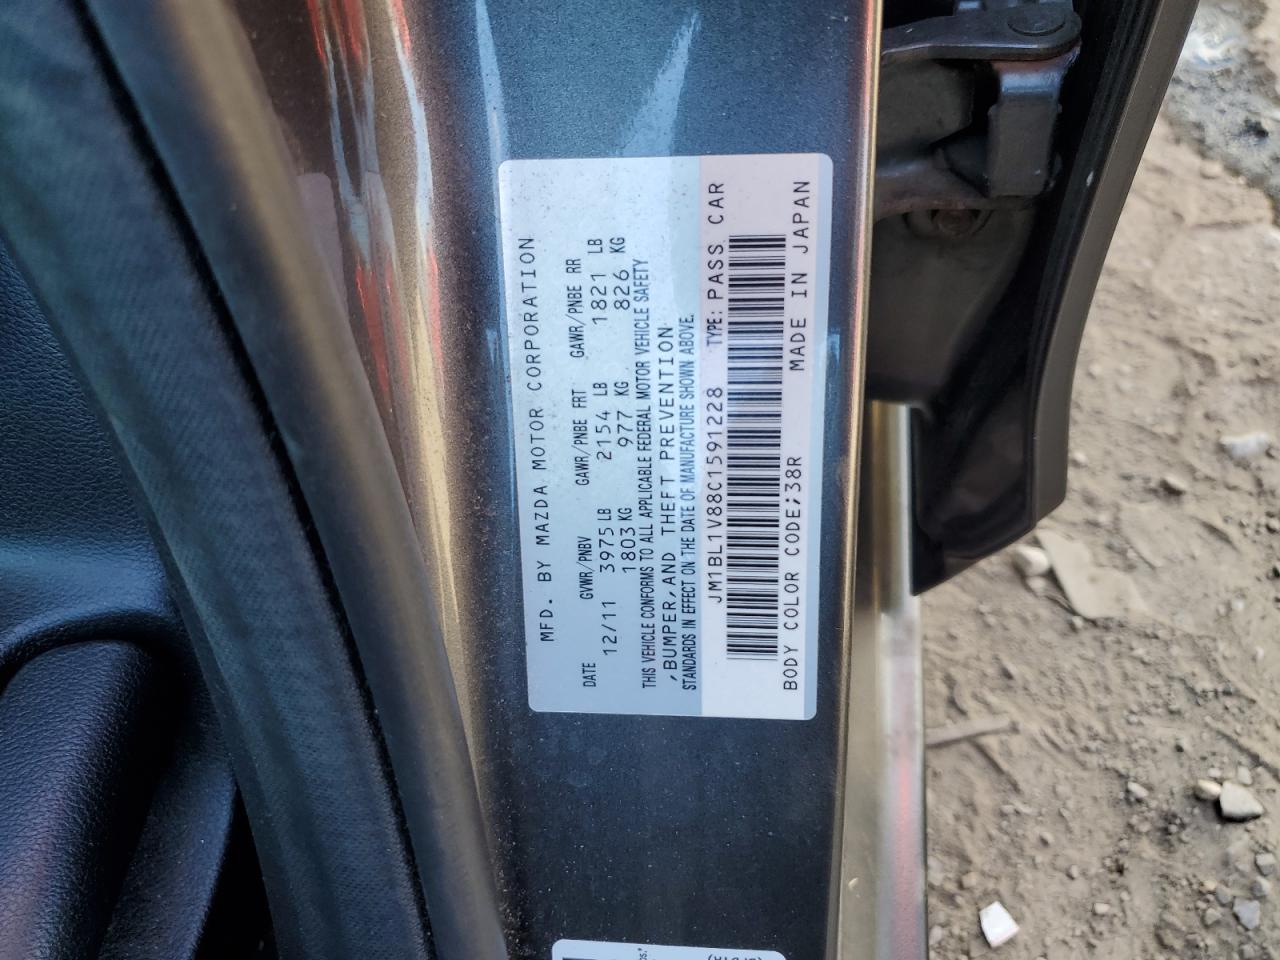 MFD. BY MAZDA MOTOR CORPORATION
DATE GVWR/PNBV GAWR/PNBE FRT GAWR/PNBE RR
12/11 3975 LB 2154 LB 1821 LB
1803 KG 977 KG 826 KG
THIS VEHICLE CONFORMS TO ALL APPLICABLE FEDERAL MOTOR VEHICLE SAFETY
,BUMPER,AND THEFT PREVENTION
STANDARDS IN EFFECT ON THE DATE OF MANUFACTURE SHOWN ABOVE.
JM1BL1V88C1591228 TYPE: PASS. CAR
BODY COLOR CODE;38R MADE IN JAPAN